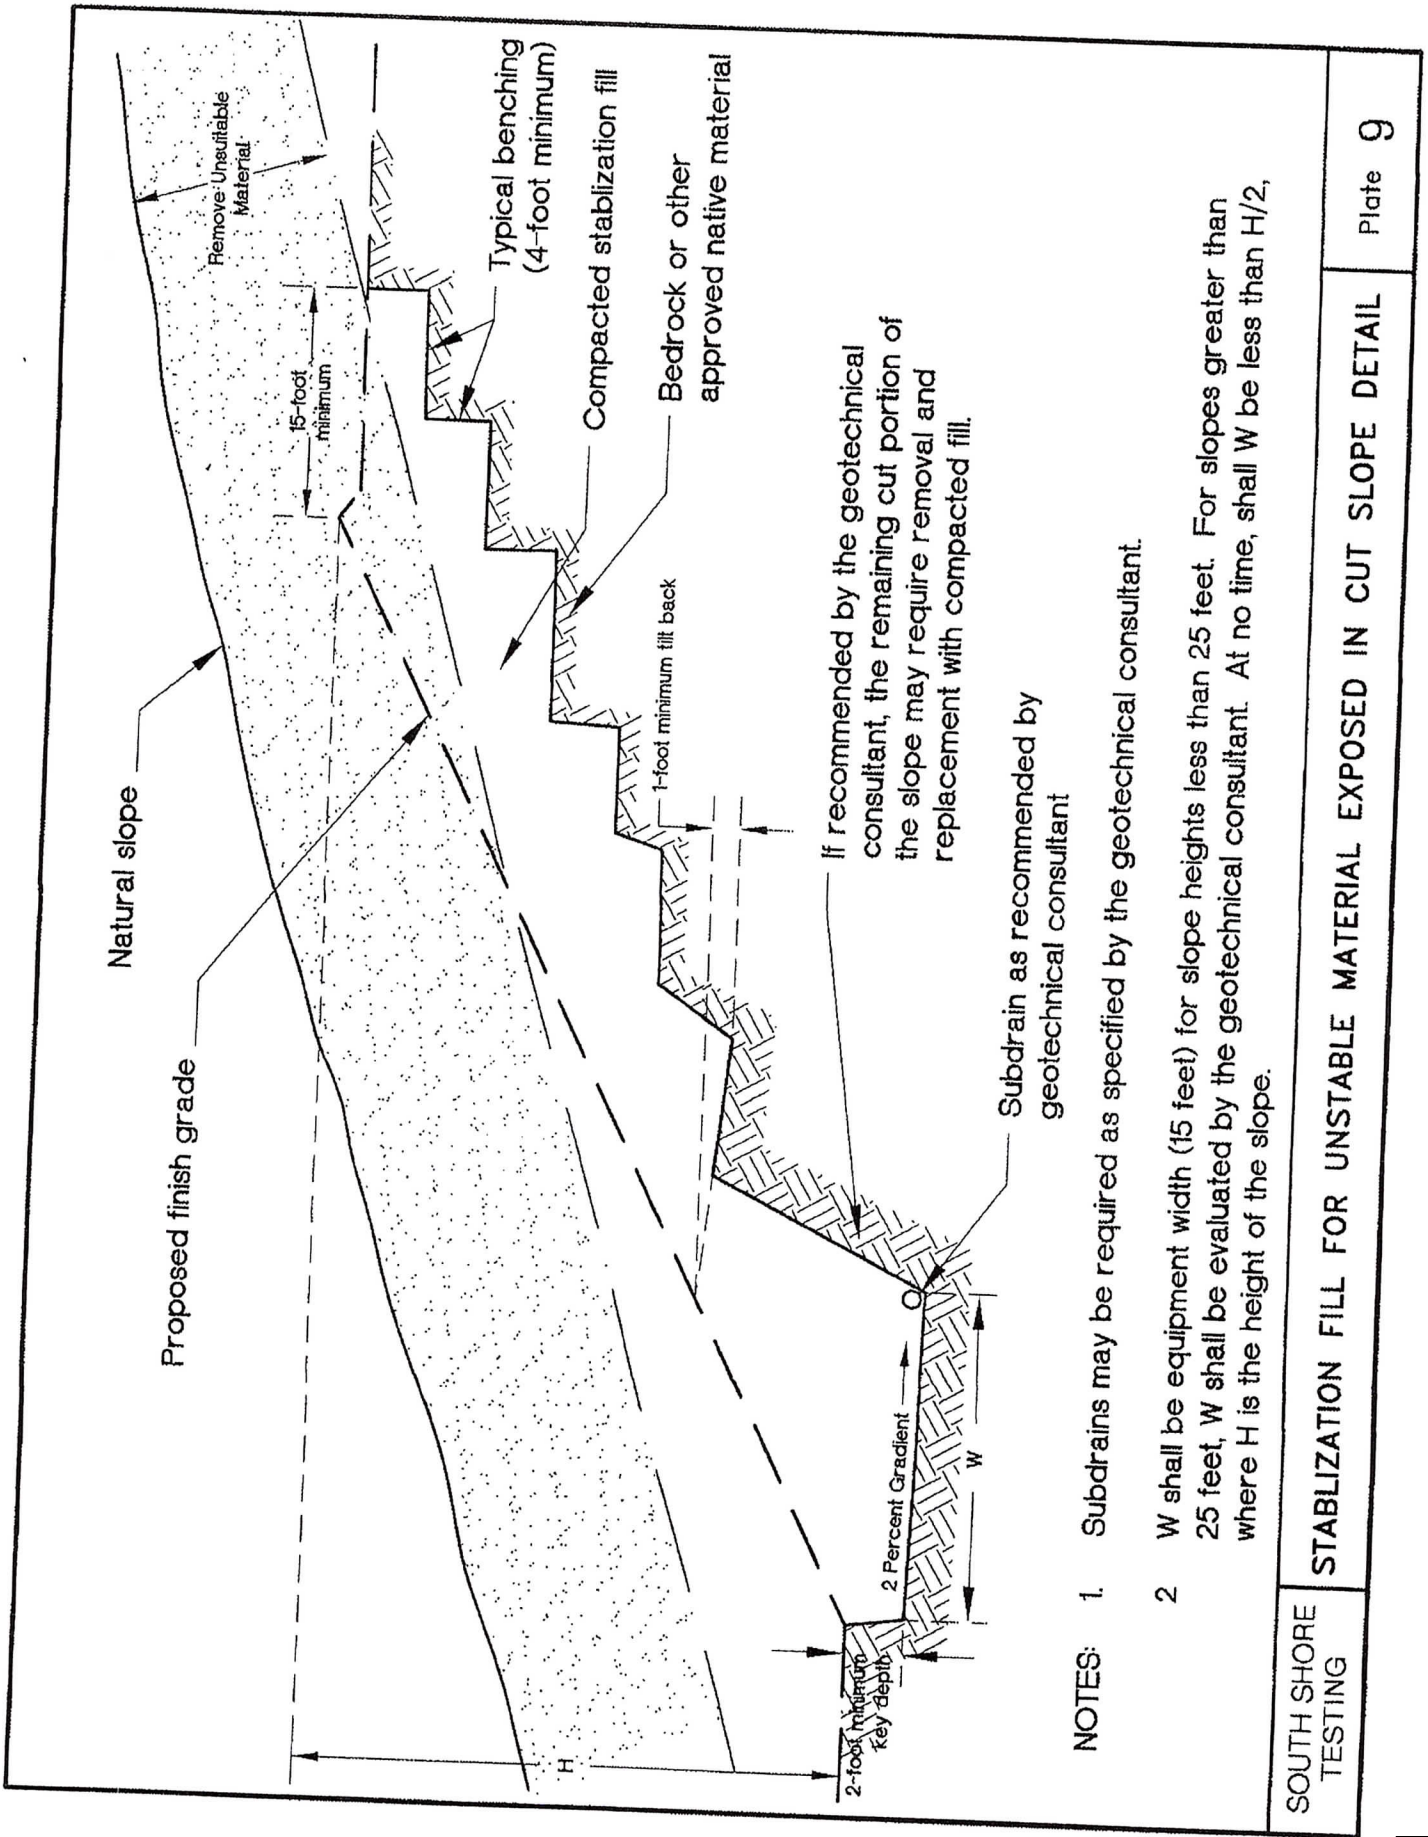 Natural slope
Proposed finish grade
Remove Unsuitable
Material
15-foot
minimum
Typical benching
(4-foot minimum)
Compacted stablization fill
Bedrock or other
approved native material
1-foot minimum tilt back
If recommended by the geotechnical
consultant, the remaining cut portion of
the slope may require removal and
replacement with compacted fill.
Subdrain as recommended by
geotechnical consultant
H
2-foot minimum
key depth
2 Percent Gradient
W
NOTES: 1. Subdrains may be required as specified by the geotechnical consultant.
2 W shall be equipment width (15 feet) for slope heights less than 25 feet. For slopes greater than
25 feet, W shall be evaluated by the geotechnical consultant. At no time, shall W be less than H/2,
where H is the height of the slope.
SOUTH SHORE
TESTING
STABLIZATION FILL FOR UNSTABLE MATERIAL EXPOSED IN CUT SLOPE DETAIL
Plate 9